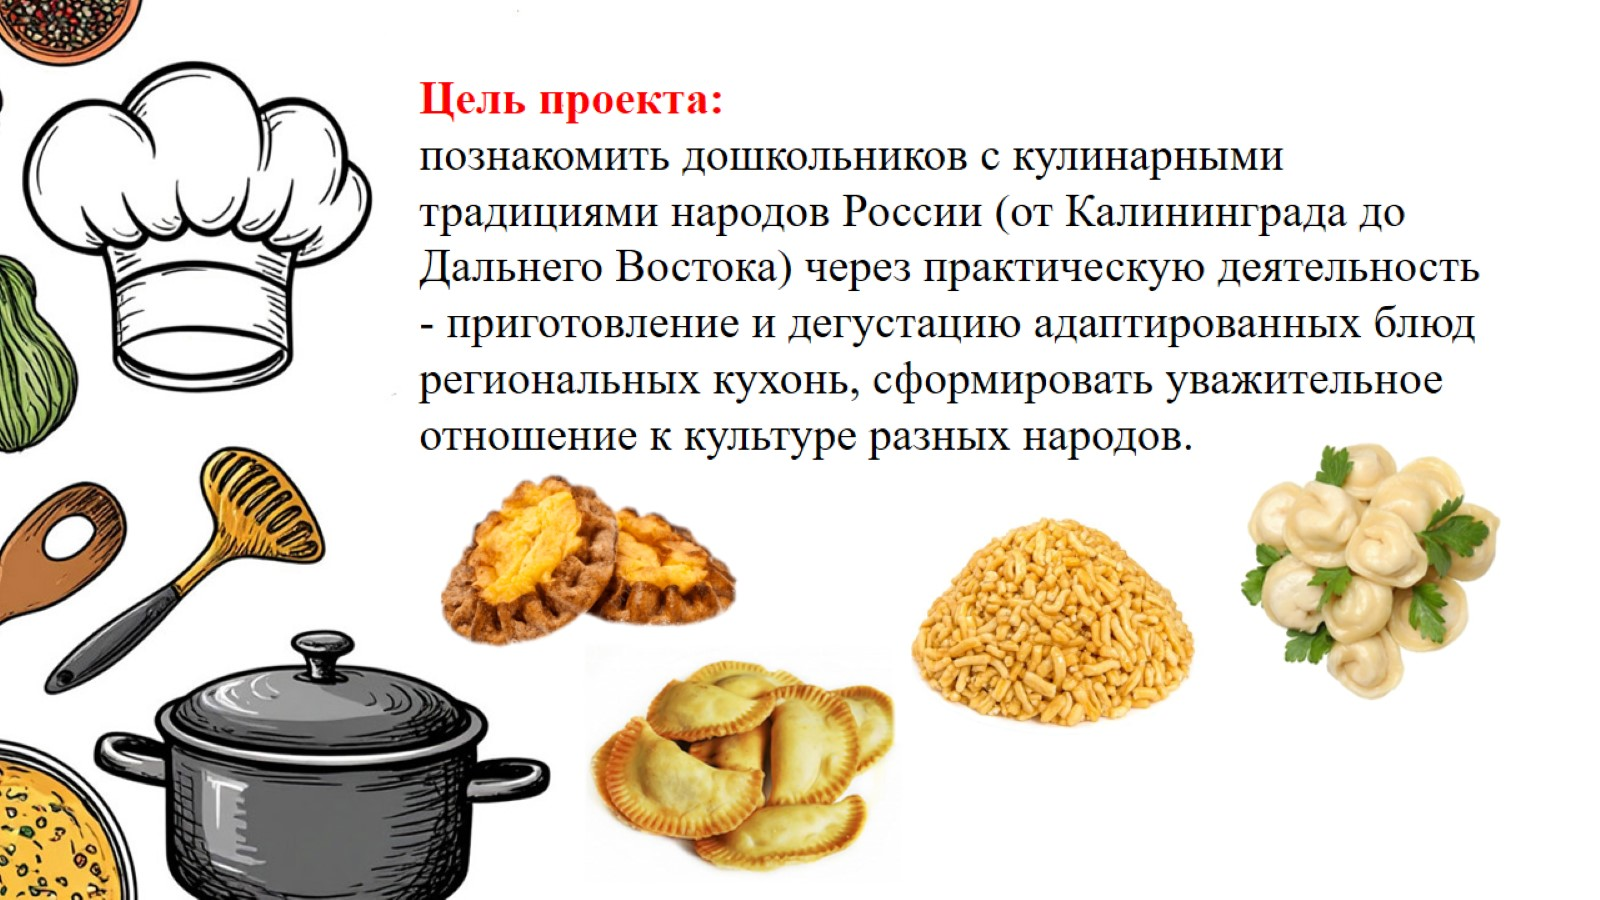 Цель проекта:
познакомить дошкольников с кулинарными
традициями народов России (от Калининграда до
Дальнего Востока) через практическую деятельность
- приготовление и дегустацию адаптированных блюд
региональных кухонь, сформировать уважительное
отношение к культуре разных народов.